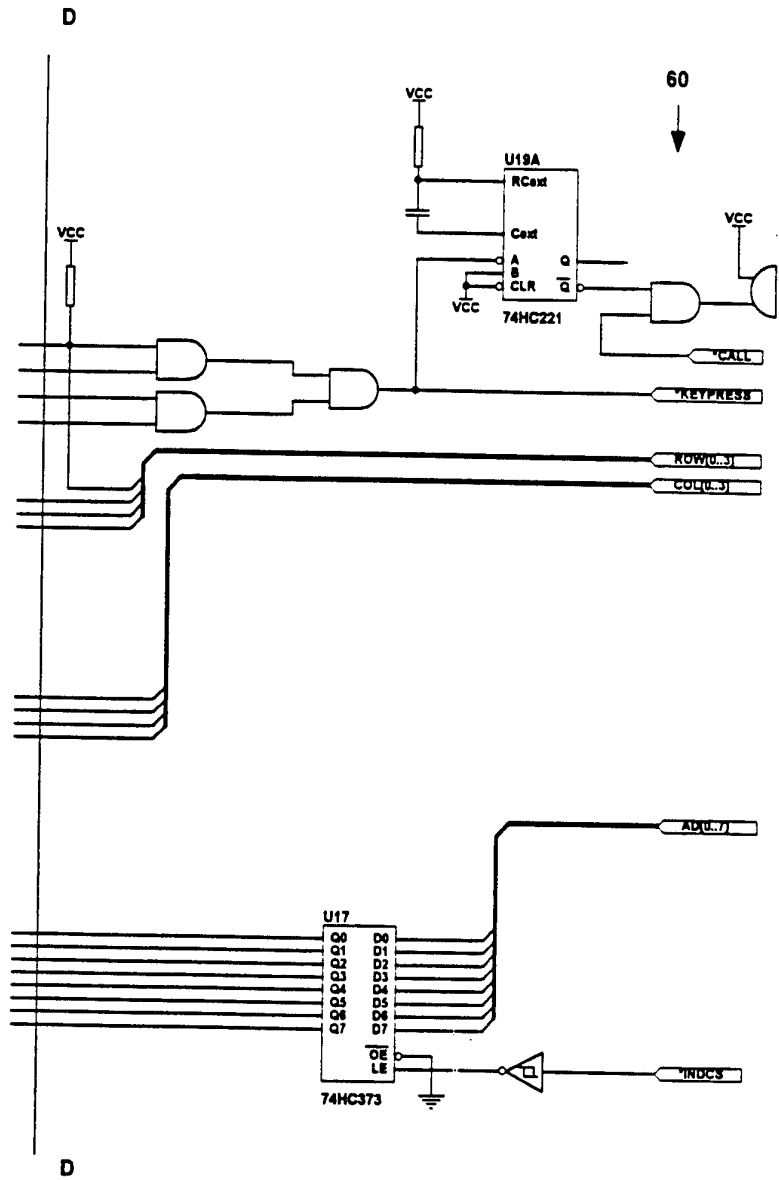 D
60
VCC
U19A
RCext
VCC
Cext
VCC
A Q
B
CLR Q
VCC
74HC221
*CALL
*KEYPRESS
ROW[0..3]
COL[0..3]
AD[0..7]
U17
Q0 D0
Q1 D1
Q2 D2
Q3 D3
Q4 D4
Q5 D5
Q6 D6
Q7 D7
OE
LE
*INDCS
74HC373
D